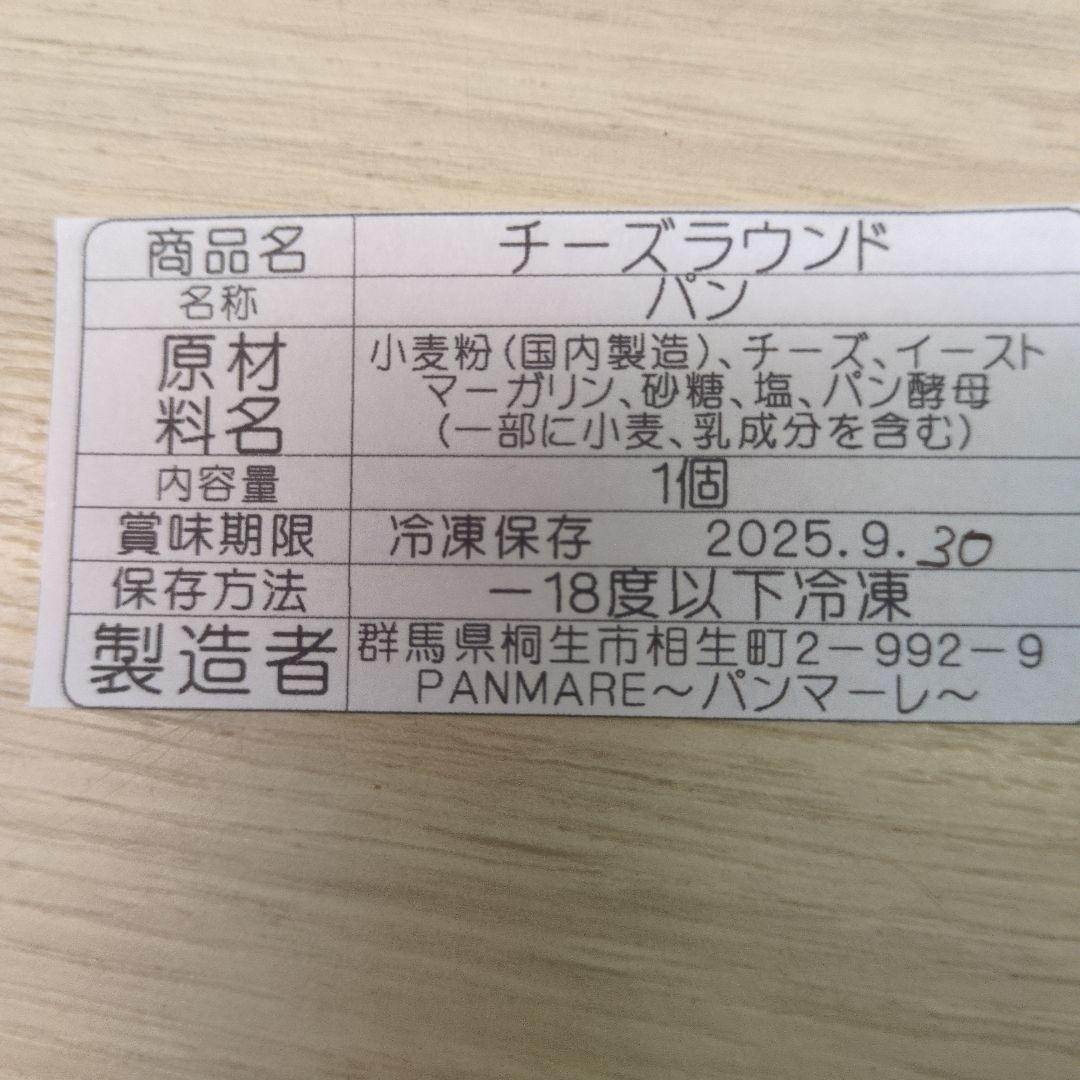 商品名 チーズラウンド
名称 パン
原材料名 小麦粉(国内製造)、チーズ、イースト
マーガリン、砂糖、塩、パン酵母
(一部に小麦、乳成分を含む)
内容量 1個
賞味期限 冷凍保存 2025.9.30
保存方法 －18度以下冷凍
製造者 群馬県桐生市相生町2－992－9
PANMARE～パンマーレ～